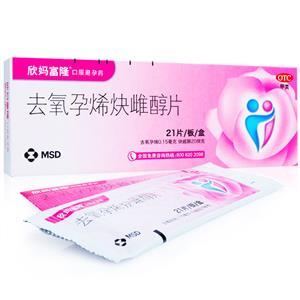 欣妈富隆® 口服避孕药
OTC
甲类
去氧孕烯炔雌醇片
21片/板/盒
去氧孕烯0.15毫克 炔雌醇20微克
MSD
全国免费咨询热线:800 820 2098
去氧孕烯炔雌醇片
21片/板/盒
MSD